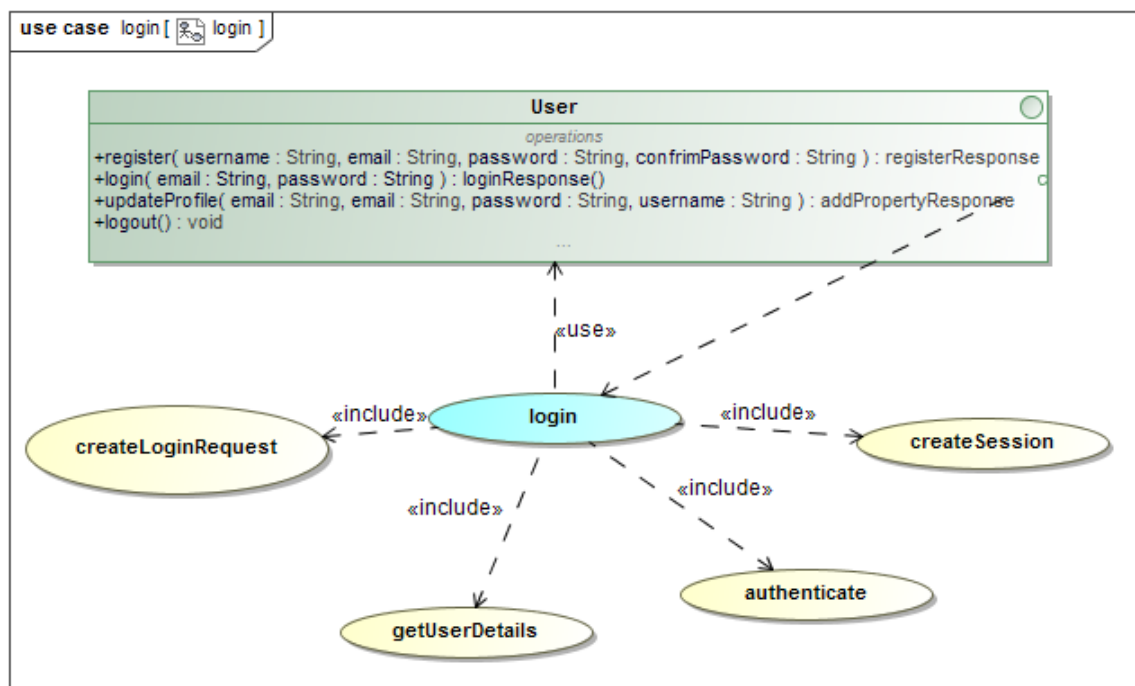 use case login [ login ]
User
operations
+register( username : String, email : String, password : String, confrimPassword : String ) : registerResponse
+login( email : String, password : String ) : loginResponse()
+updateProfile( email : String, email : String, password : String, username : String ) : addPropertyResponse
+logout() : void
...
«use»
«include»
login
«include»
createLoginRequest
createSession
«include»
«include»
authenticate
getUserDetails